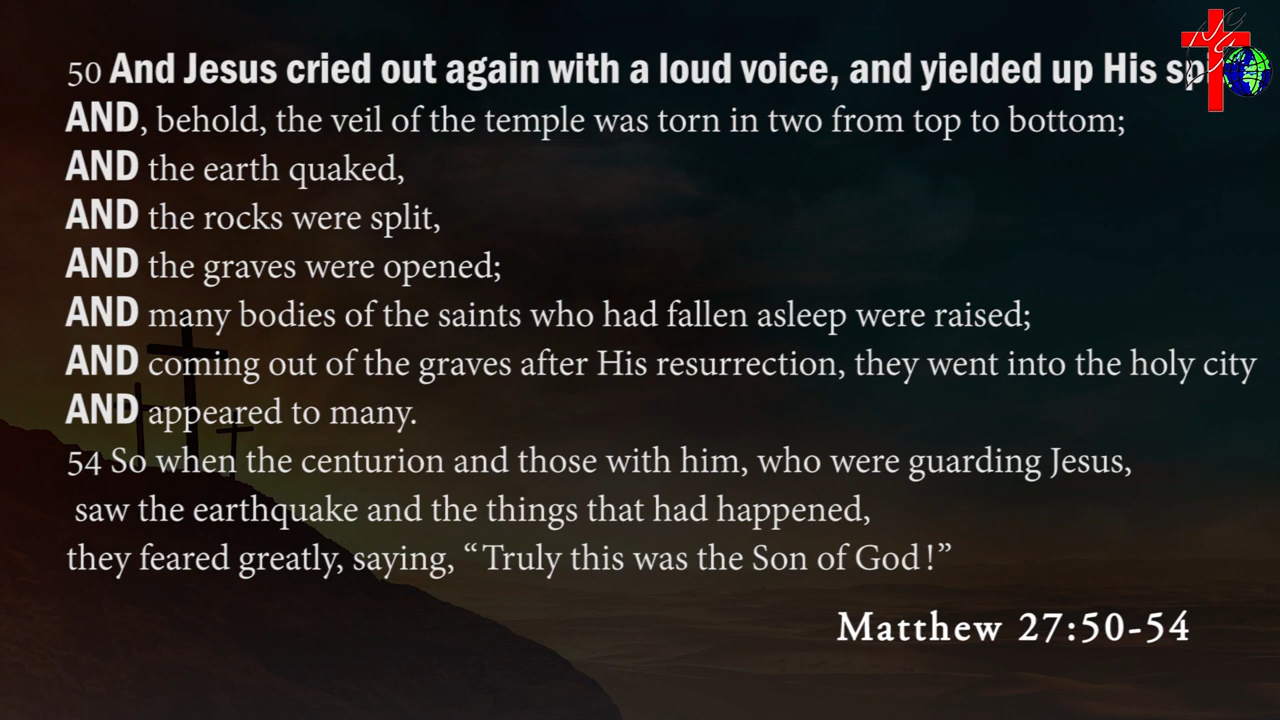 50 And Jesus cried out again with a loud voice, and yielded up His
AND, behold, the veil of the temple was torn in two from top to bottom;
AND the earth quaked,
AND the rocks were split,
AND the graves were opened;
AND many bodies of the saints who had fallen asleep were raised;
AND coming out of the graves after His resurrection, they went into the holy city
AND appeared to many.
54 So when the centurion and those with him, who were guarding Jesus,
saw the earthquake and the things that had happened,
they feared greatly, saying, “Truly this was the Son of God!”
Matthew 27:50-54